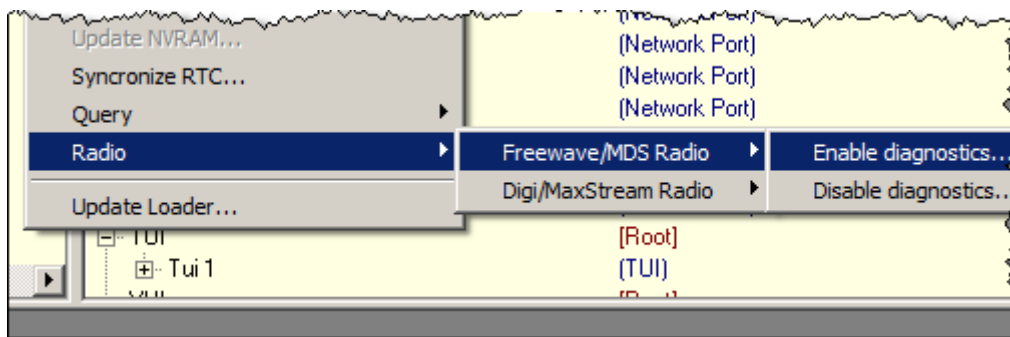 Update NVRAM...
(Network Port)
Syncronize RTC...
(Network Port)
Query
(Network Port)
Radio
Freewave/MDS Radio
Enable diagnostics...
Digi/MaxStream Radio
Disable diagnostics...
Update Loader...
TUI
[Root]
Tui 1
(TUI)